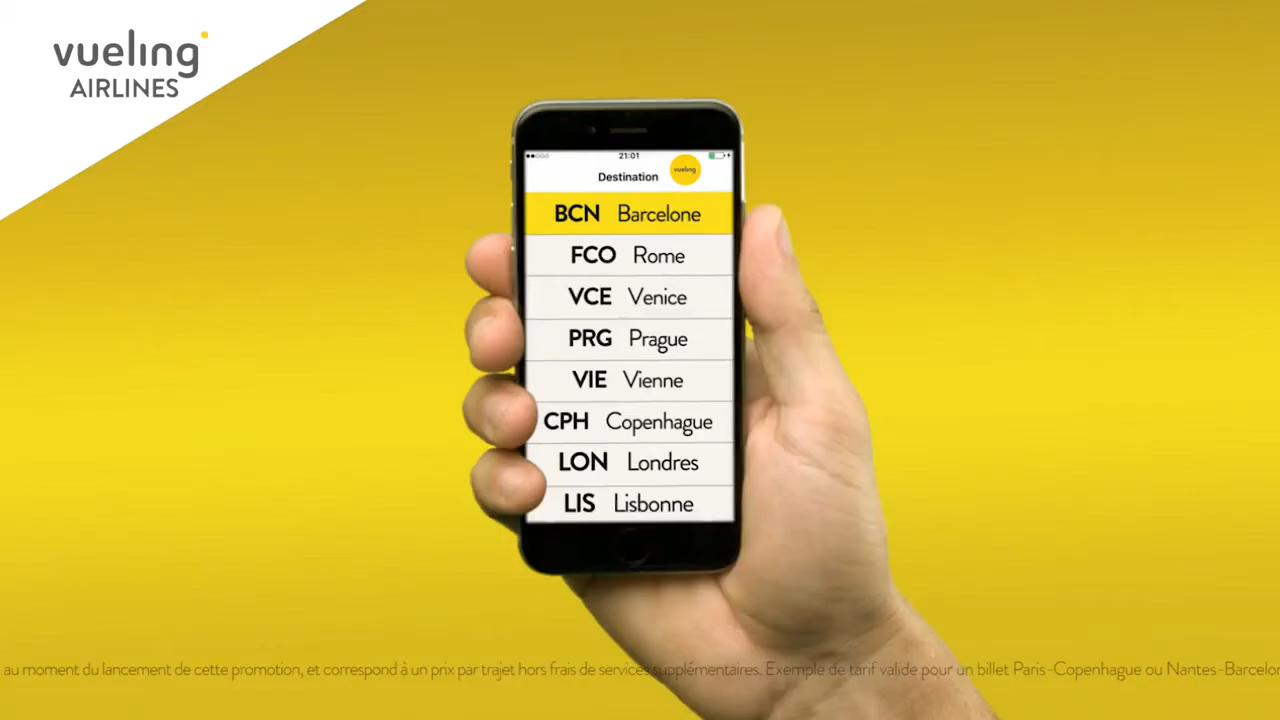 vueling
AIRLINES
21:01
Destination
vueling
BCN Barcelone
FCO Rome
VCE Venice
PRG Prague
VIE Vienne
CPH Copenhague
LON Londres
LIS Lisbonne
au moment du lancement de cette promotion, et correspond à un prix par trajet hors frais de services supplémentaires. Exemple de tarif valide pour un billet Paris-Copenhague ou Nantes-Barcelon